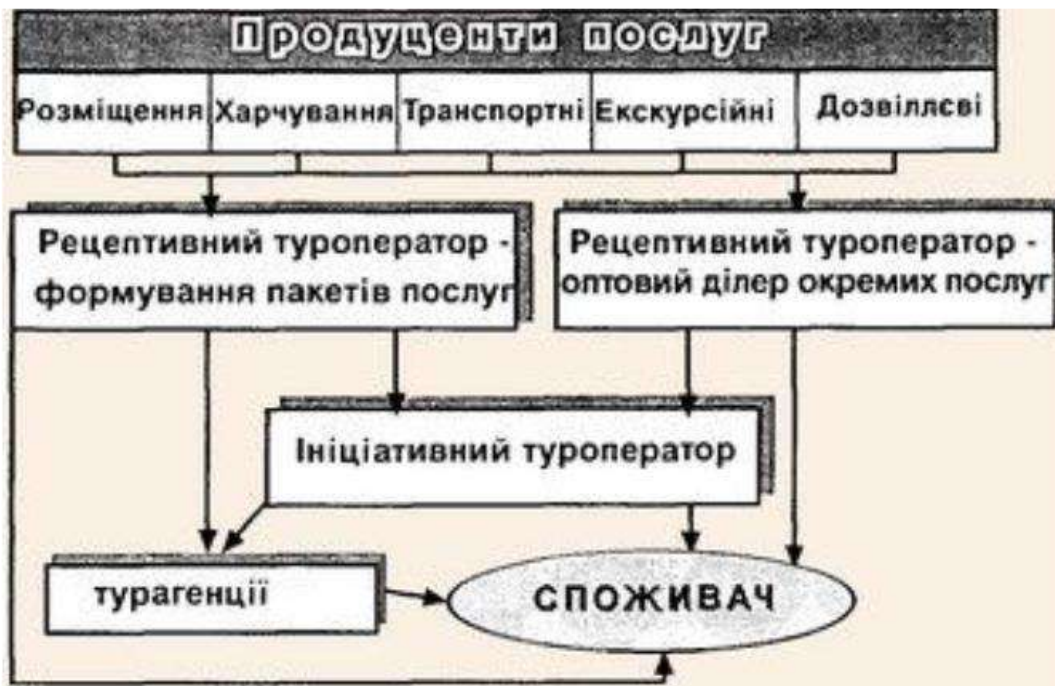 Продуценти послуг
Розміщення
Харчування
Транспортні
Екскурсійні
Дозвіллєві
Рецептивний туроператор -
формування пакетів послуг
Рецептивний туроператор -
оптовий ділер окремих послуг
Ініціативний туроператор
турагенції
СПОЖИВАЧ